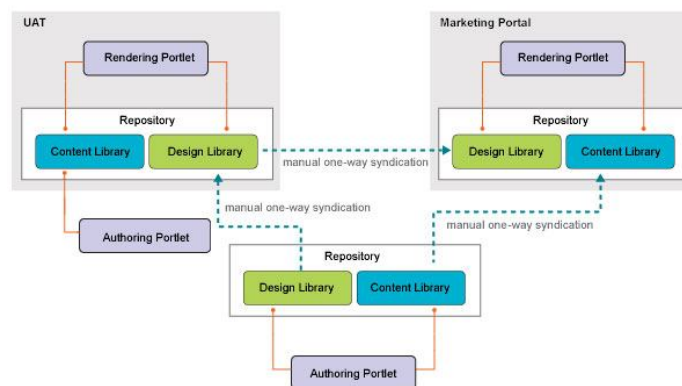 UAT
Marketing Portal
Rendering Portlet
Rendering Portlet
Repository
Repository
Content Library
Design Library
Design Library
Content Library
manual one-way syndication
manual one-way syndication
manual one-way syndication
Authoring Portlet
Repository
Design Library
Content Library
Authoring Portlet